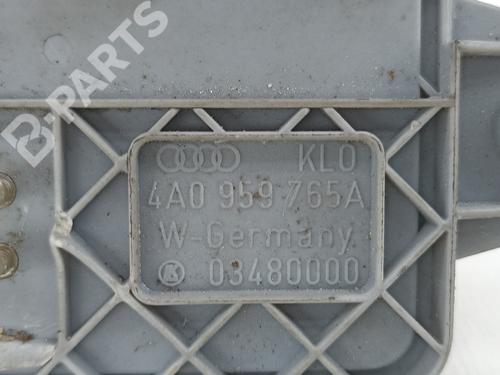 B-PARTS
KLO
4A0 959 765A
W-Germany
03480000